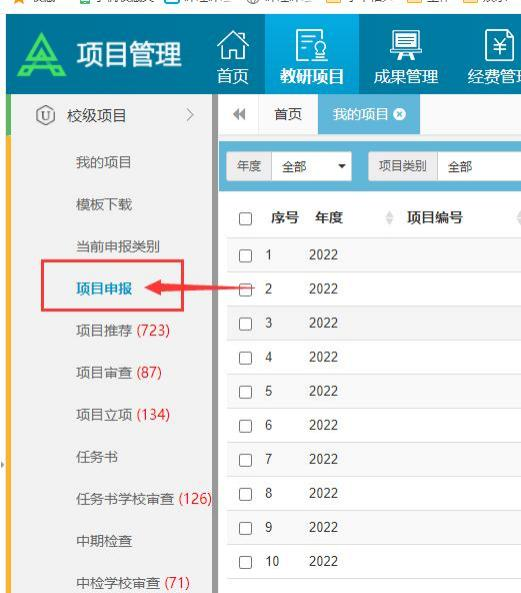 项目管理
首页
教研项目
成果管理
经费管
校级项目
首页
我的项目
我的项目
年度
全部
项目类别
全部
模板下载
当前申报类别
项目申报
项目推荐 (723)
项目审查 (87)
项目立项 (134)
任务书
任务书学校审查 (126)
中期检查
中检学校审查 (71)
序号 年度 项目编号
1 2022
2 2022
3 2022
4 2022
5 2022
6 2022
7 2022
8 2022
9 2022
10 2022